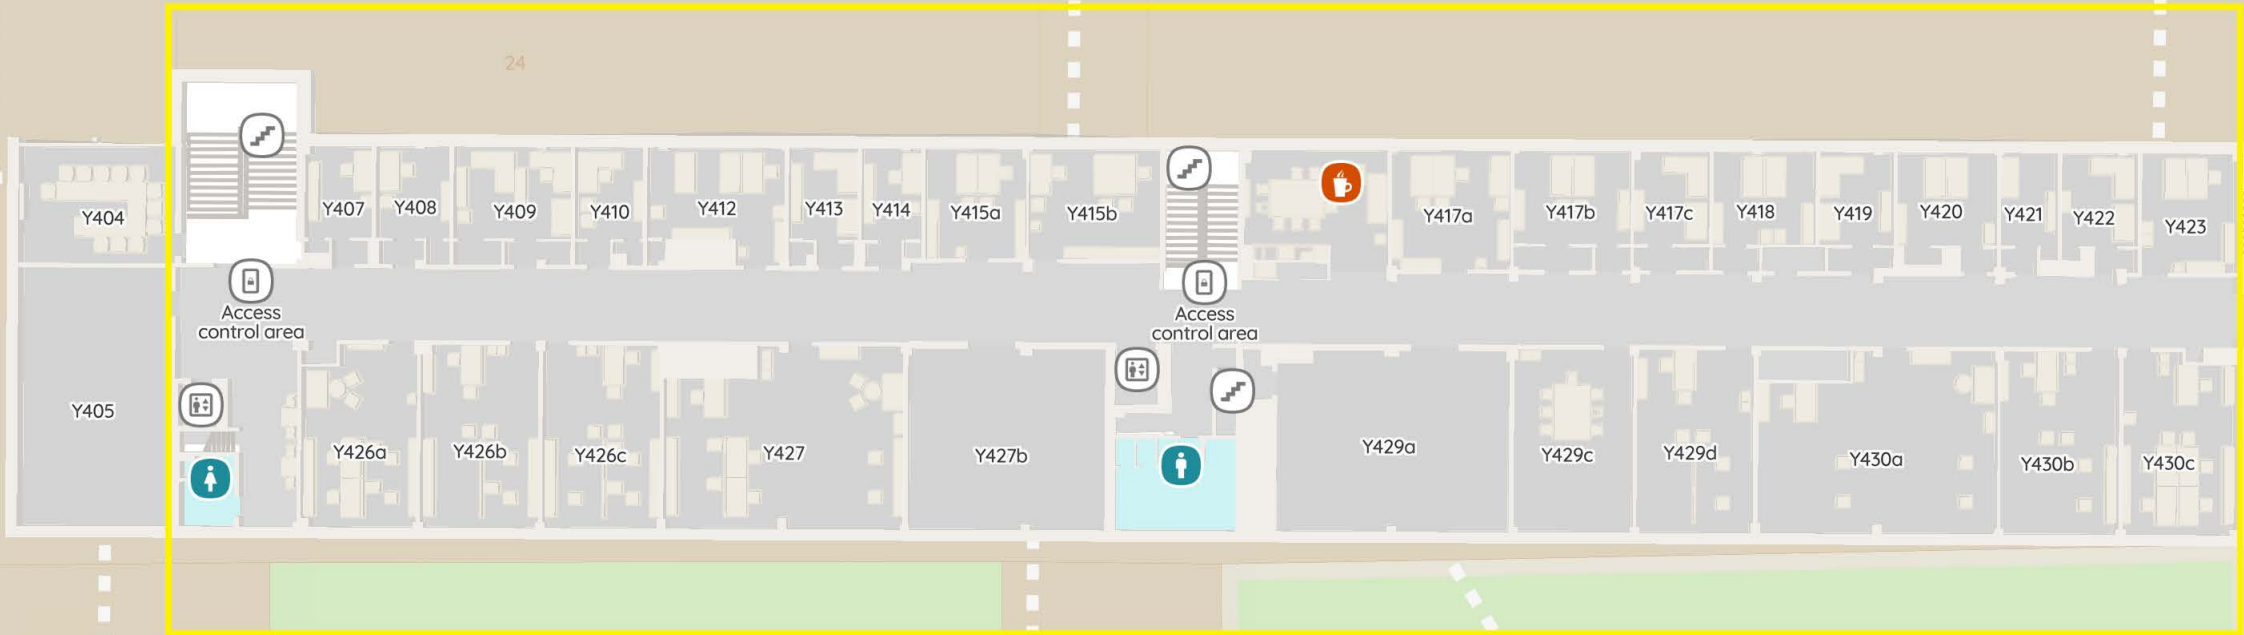 24
Y404
Y407
Y408
Y409
Y410
Y412
Y413
Y414
Y415a
Y415b
Y417a
Y417b
Y417c
Y418
Y419
Y420
Y421
Y422
Y423
Access
control area
Access
control area
Y405
Y426a
Y426b
Y426c
Y427
Y427b
Y429a
Y429c
Y429d
Y430a
Y430b
Y430c